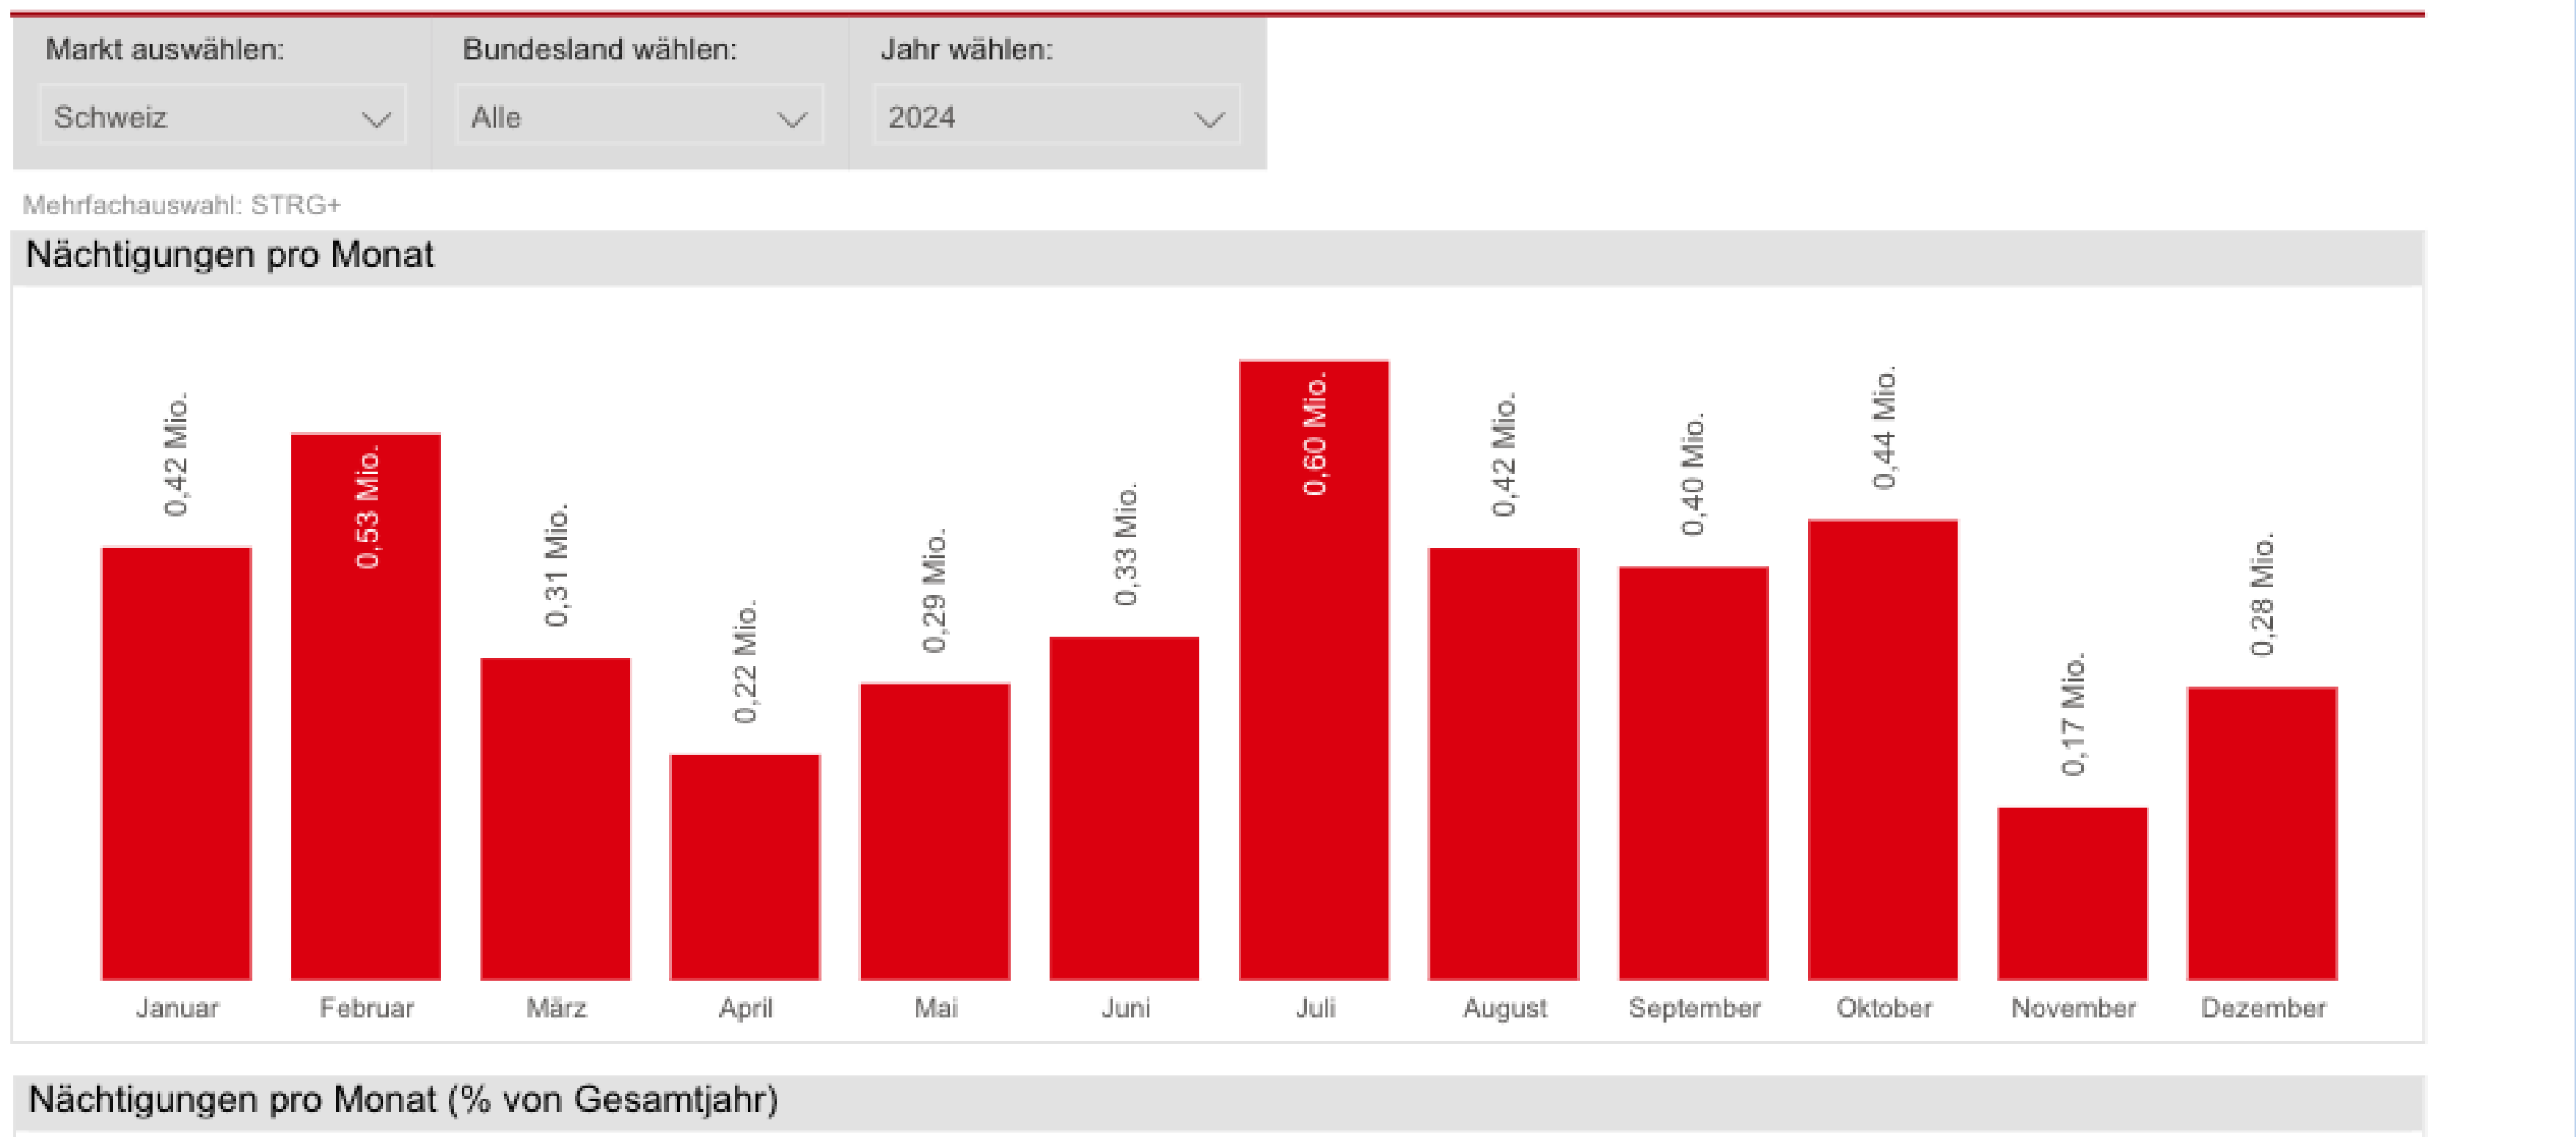 Markt auswählen: Bundesland wählen: Jahr wählen:
Schweiz Alle 2024
Mehrfachauswahl: STRG+
Nächtigungen pro Monat
0,42 Mio. 0,53 Mio. 0,31 Mio. 0,22 Mio. 0,29 Mio. 0,33 Mio. 0,60 Mio. 0,42 Mio. 0,40 Mio. 0,44 Mio. 0,17 Mio. 0,28 Mio.
Januar Februar März April Mai Juni Juli August September Oktober November Dezember
Nächtigungen pro Monat (% von Gesamtjahr)